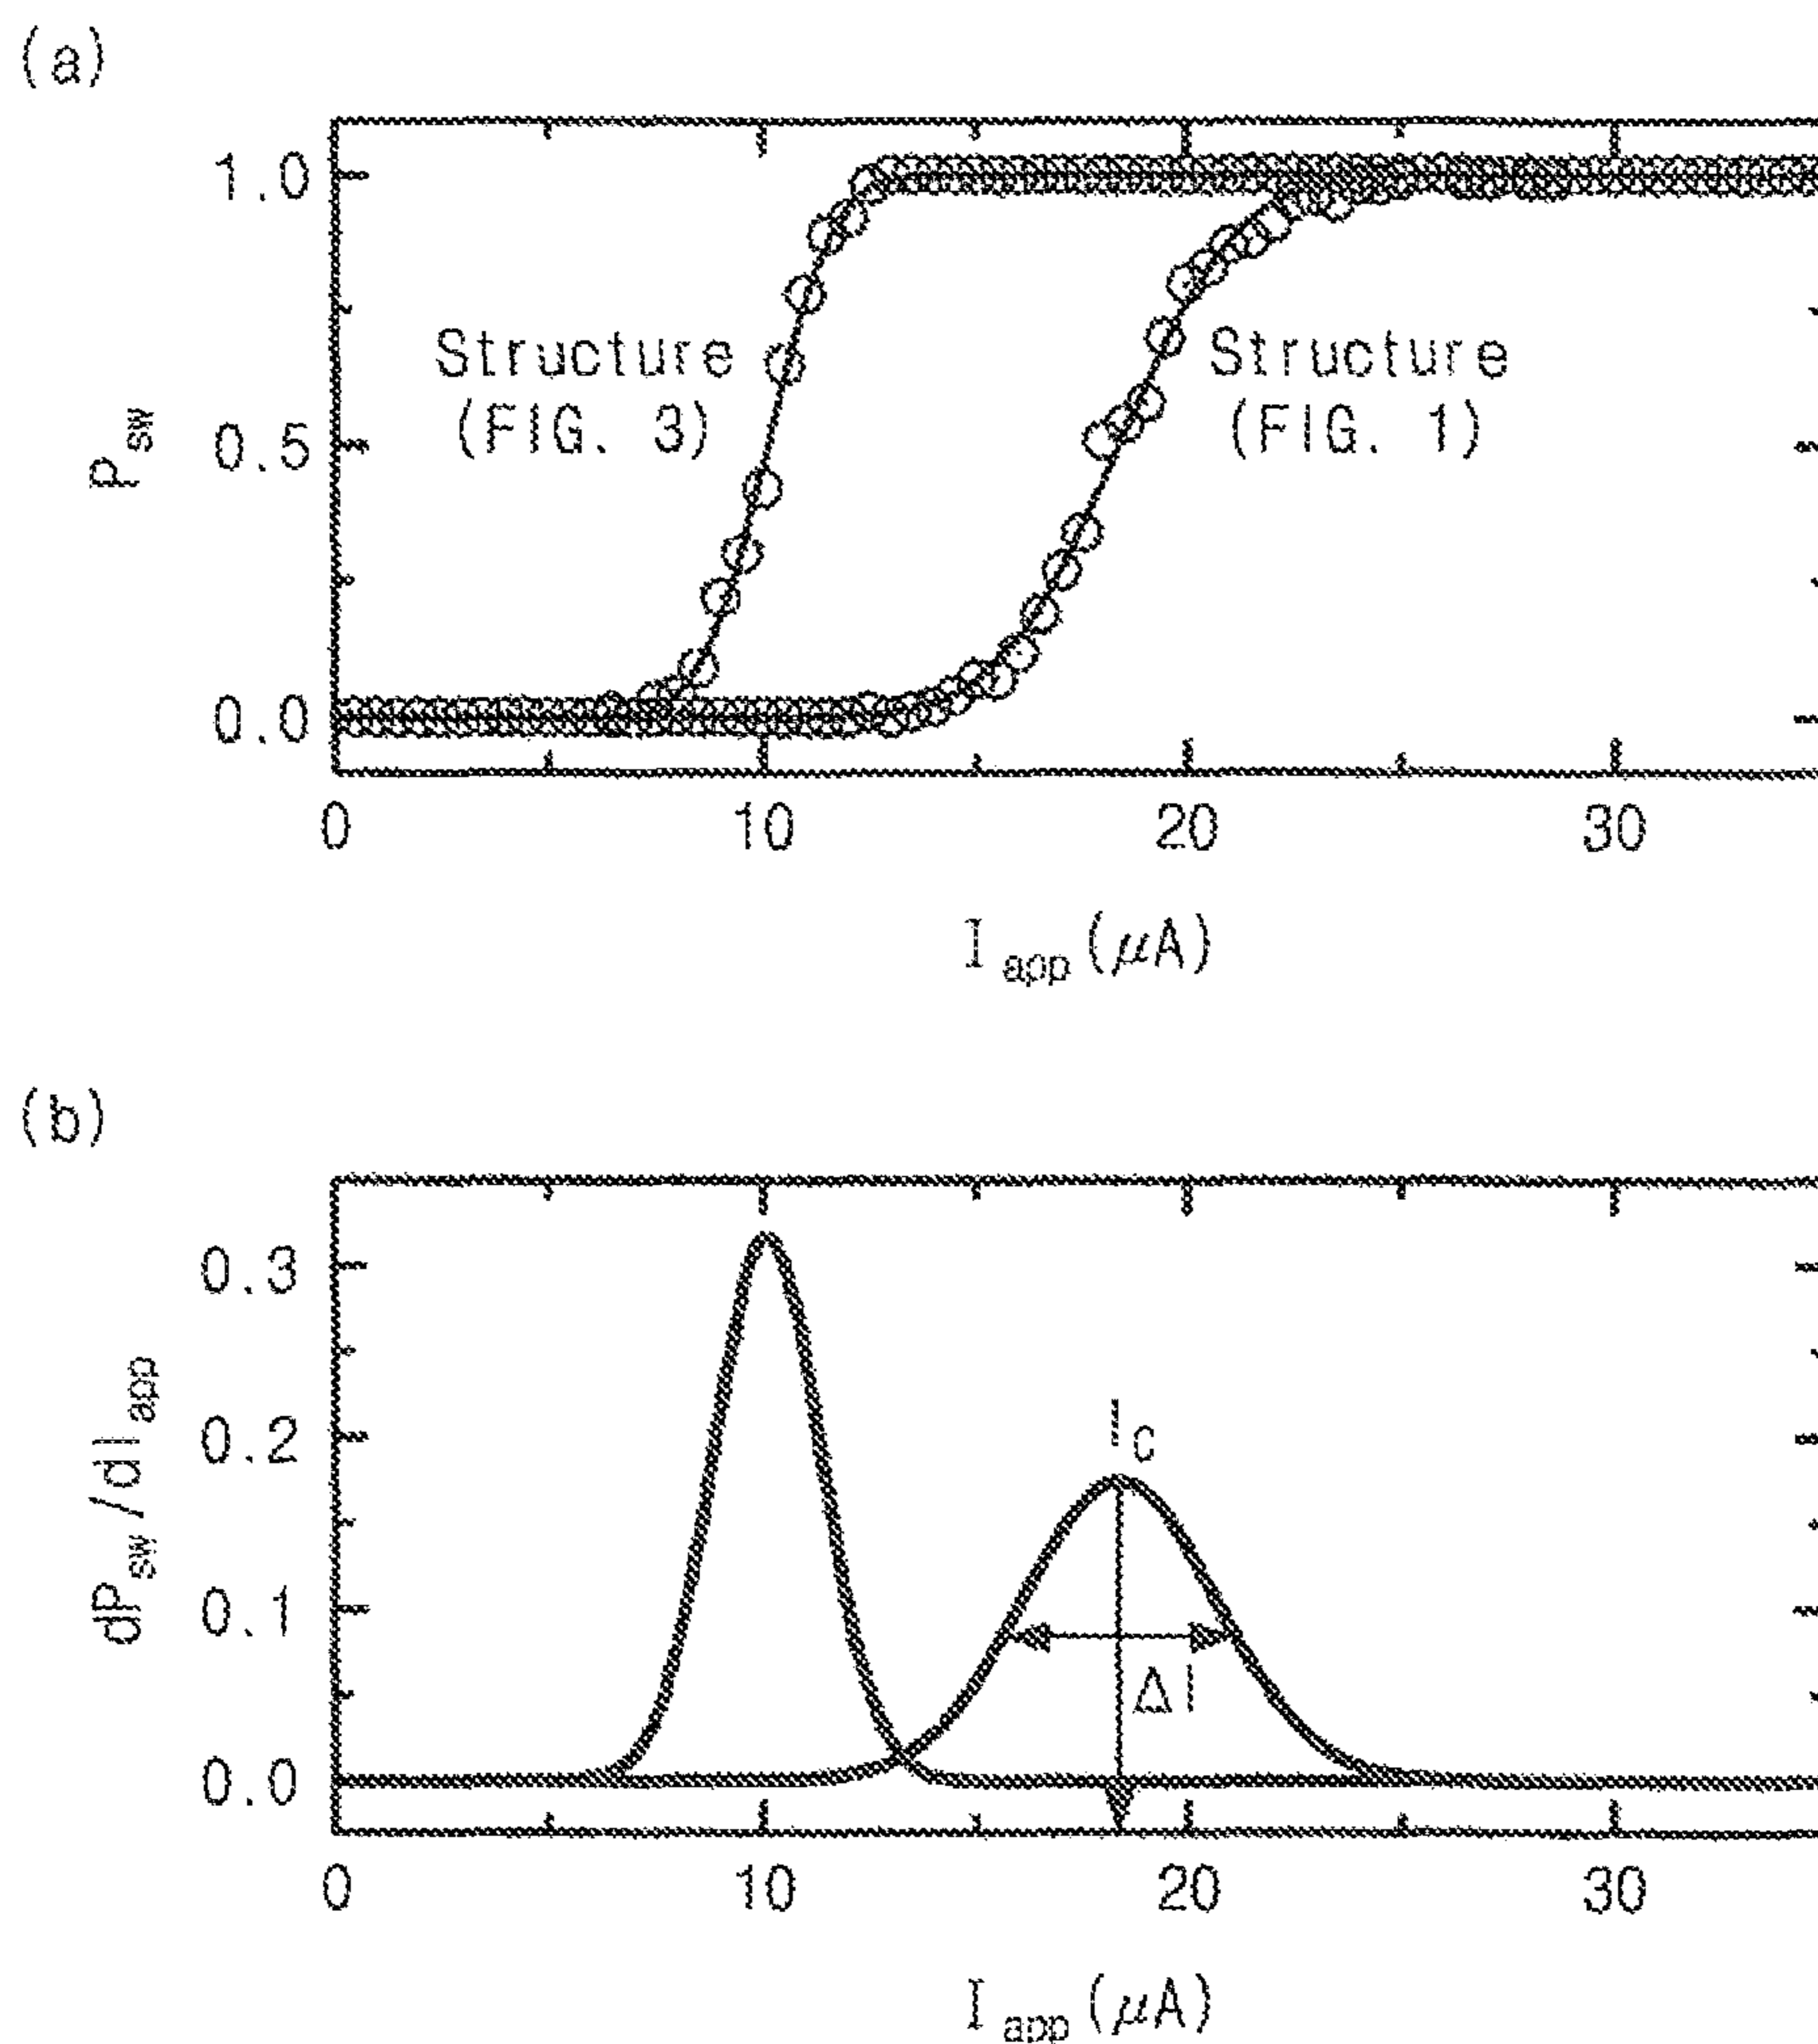 (a)
1.0
0.5
0.0
P_sw
Structure
(FIG. 3)
Structure
(FIG. 1)
0 10 20 30
I_app (μA)
(b)
0.3
0.2
0.1
0.0
dP_sw/dI_app
I_C
ΔI
0 10 20 30
I_app (μA)